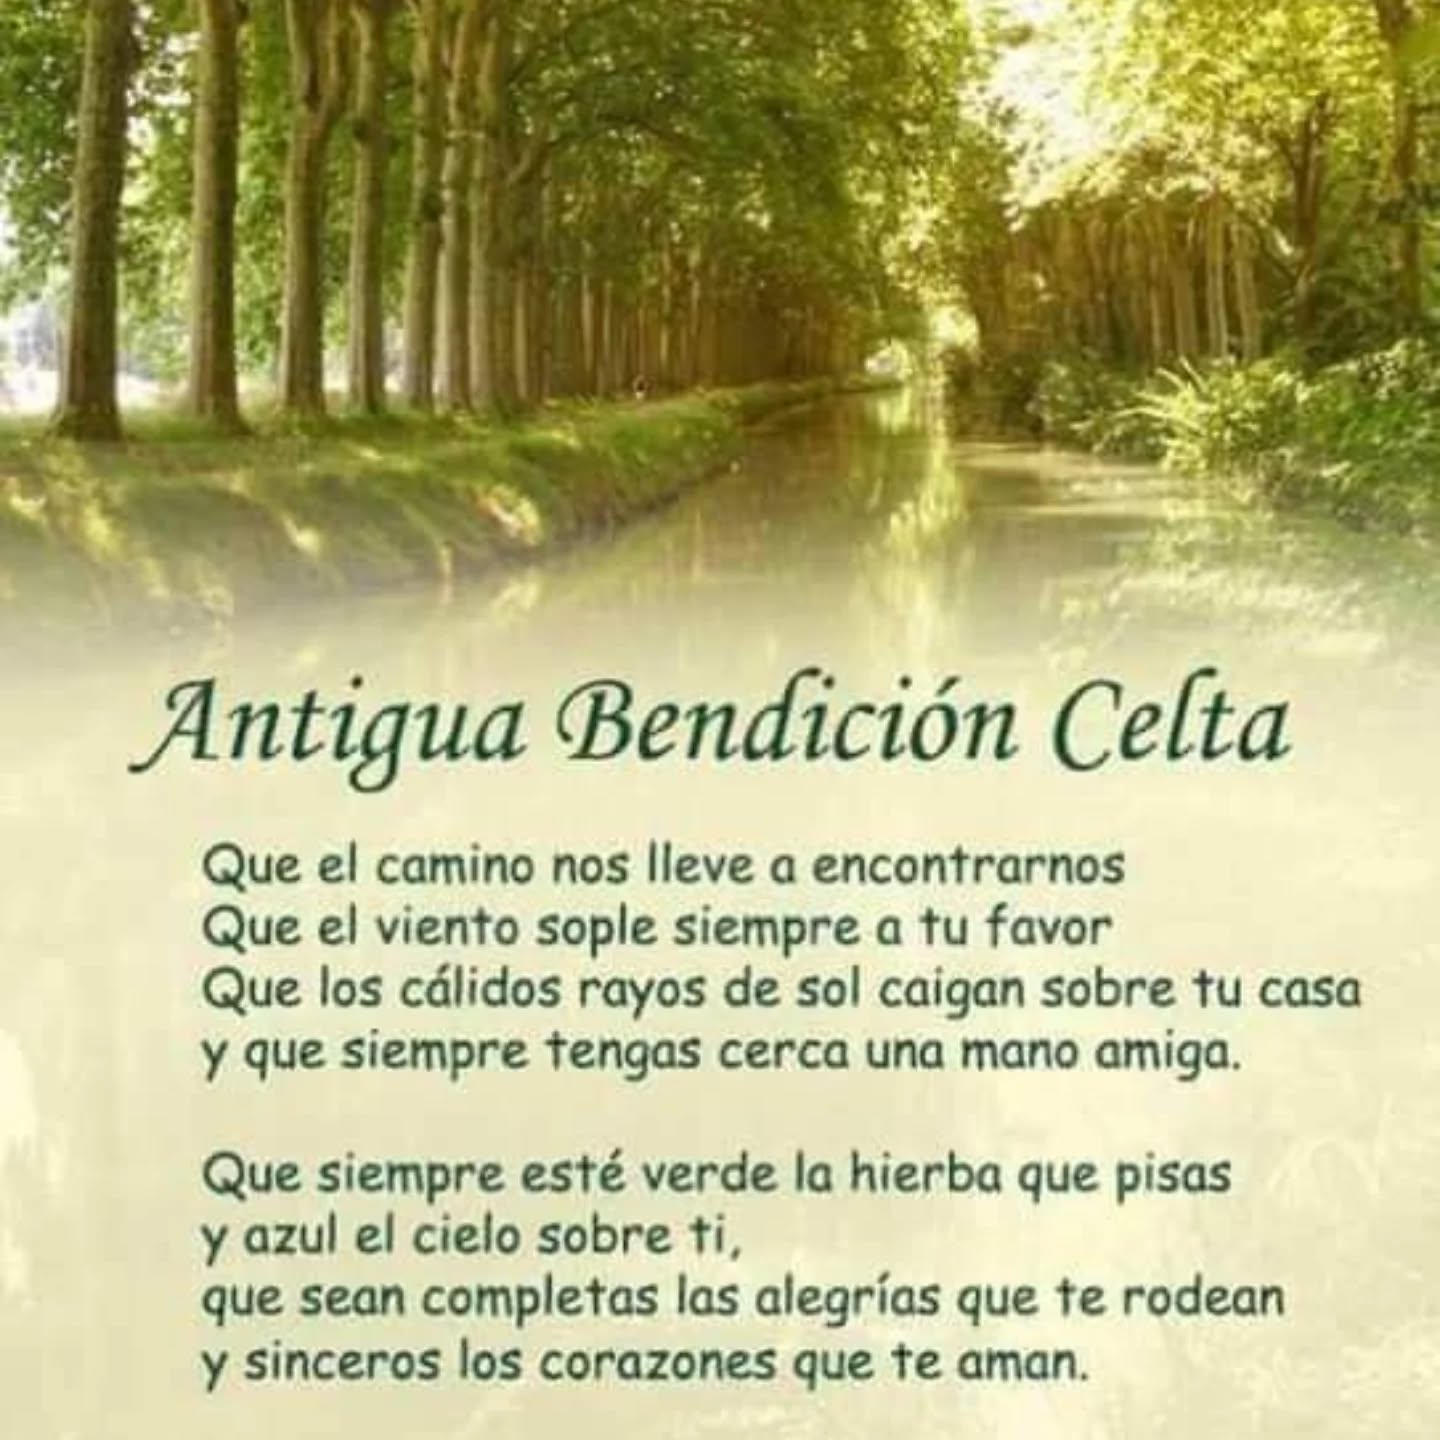 Antigua Bendición Celta
Que el camino nos lleve a encontrarnos
Que el viento sople siempre a tu favor
Que los cálidos rayos de sol caigan sobre tu casa
y que siempre tengas cerca una mano amiga.
Que siempre esté verde la hierba que pisas
y azul el cielo sobre ti,
que sean completas las alegrías que te rodean
y sinceros los corazones que te aman.